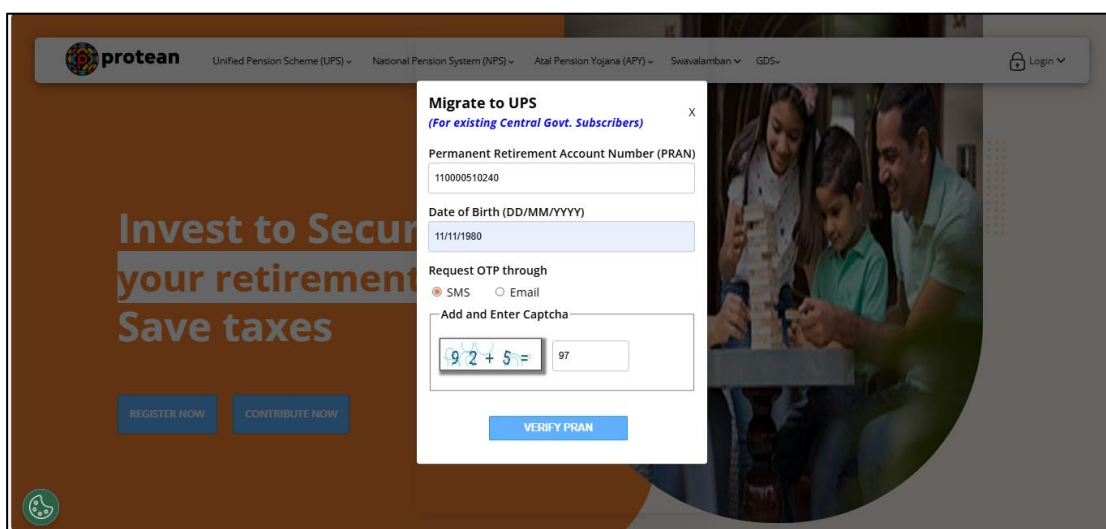 protean
Unified Pension Scheme (UPS) National Pension System (NPS) Atal Pension Yojana (APY) Swavalamban GDS Login
Migrate to UPS X
(For existing Central Govt. Subscribers)
Permanent Retirement Account Number (PRAN)
110000510240
Date of Birth (DD/MM/YYYY)
11/11/1980
Request OTP through
SMS Email
Add and Enter Captcha
92 + 5 = 97
VERIFY PRAN
Invest to Secur
your retirement
Save taxes
REGISTER NOW CONTRIBUTE NOW